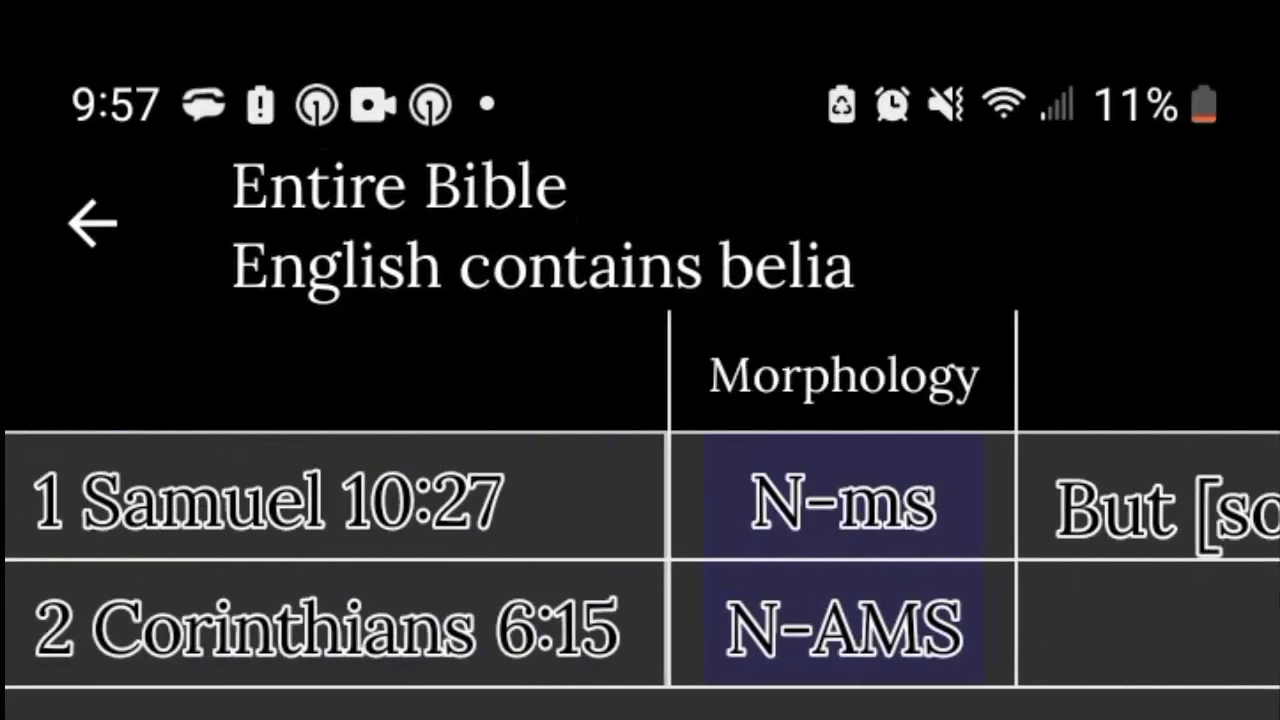 9:57 11%
Entire Bible
English contains belia
Morphology
1 Samuel 10:27 N-ms But [so
2 Corinthians 6:15 N-AMS